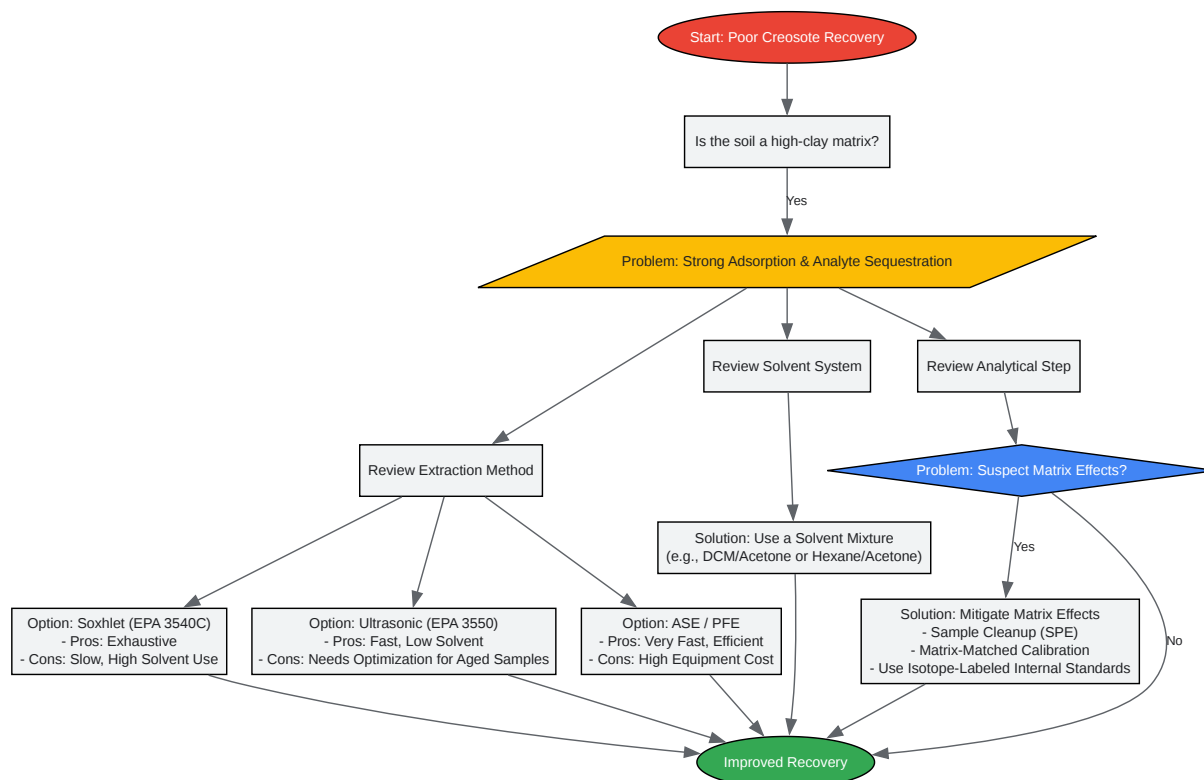 Start: Poor Creosote Recovery
Is the soil a high-clay matrix?
Yes
Problem: Strong Adsorption & Analyte Sequestration
Review Solvent System
Review Analytical Step
Review Extraction Method
Problem: Suspect Matrix Effects?
Solution: Use a Solvent Mixture
(e.g., DCM/Acetone or Hexane/Acetone)
Yes
No
Option: Soxhlet (EPA 3540C)
- Pros: Exhaustive
- Cons: Slow, High Solvent Use
Option: Ultrasonic (EPA 3550)
- Pros: Fast, Low Solvent
- Cons: Needs Optimization for Aged Samples
Option: ASE / PFE
- Pros: Very Fast, Efficient
- Cons: High Equipment Cost
Solution: Mitigate Matrix Effects
- Sample Cleanup (SPE)
- Matrix-Matched Calibration
- Use Isotope-Labeled Internal Standards
Improved Recovery